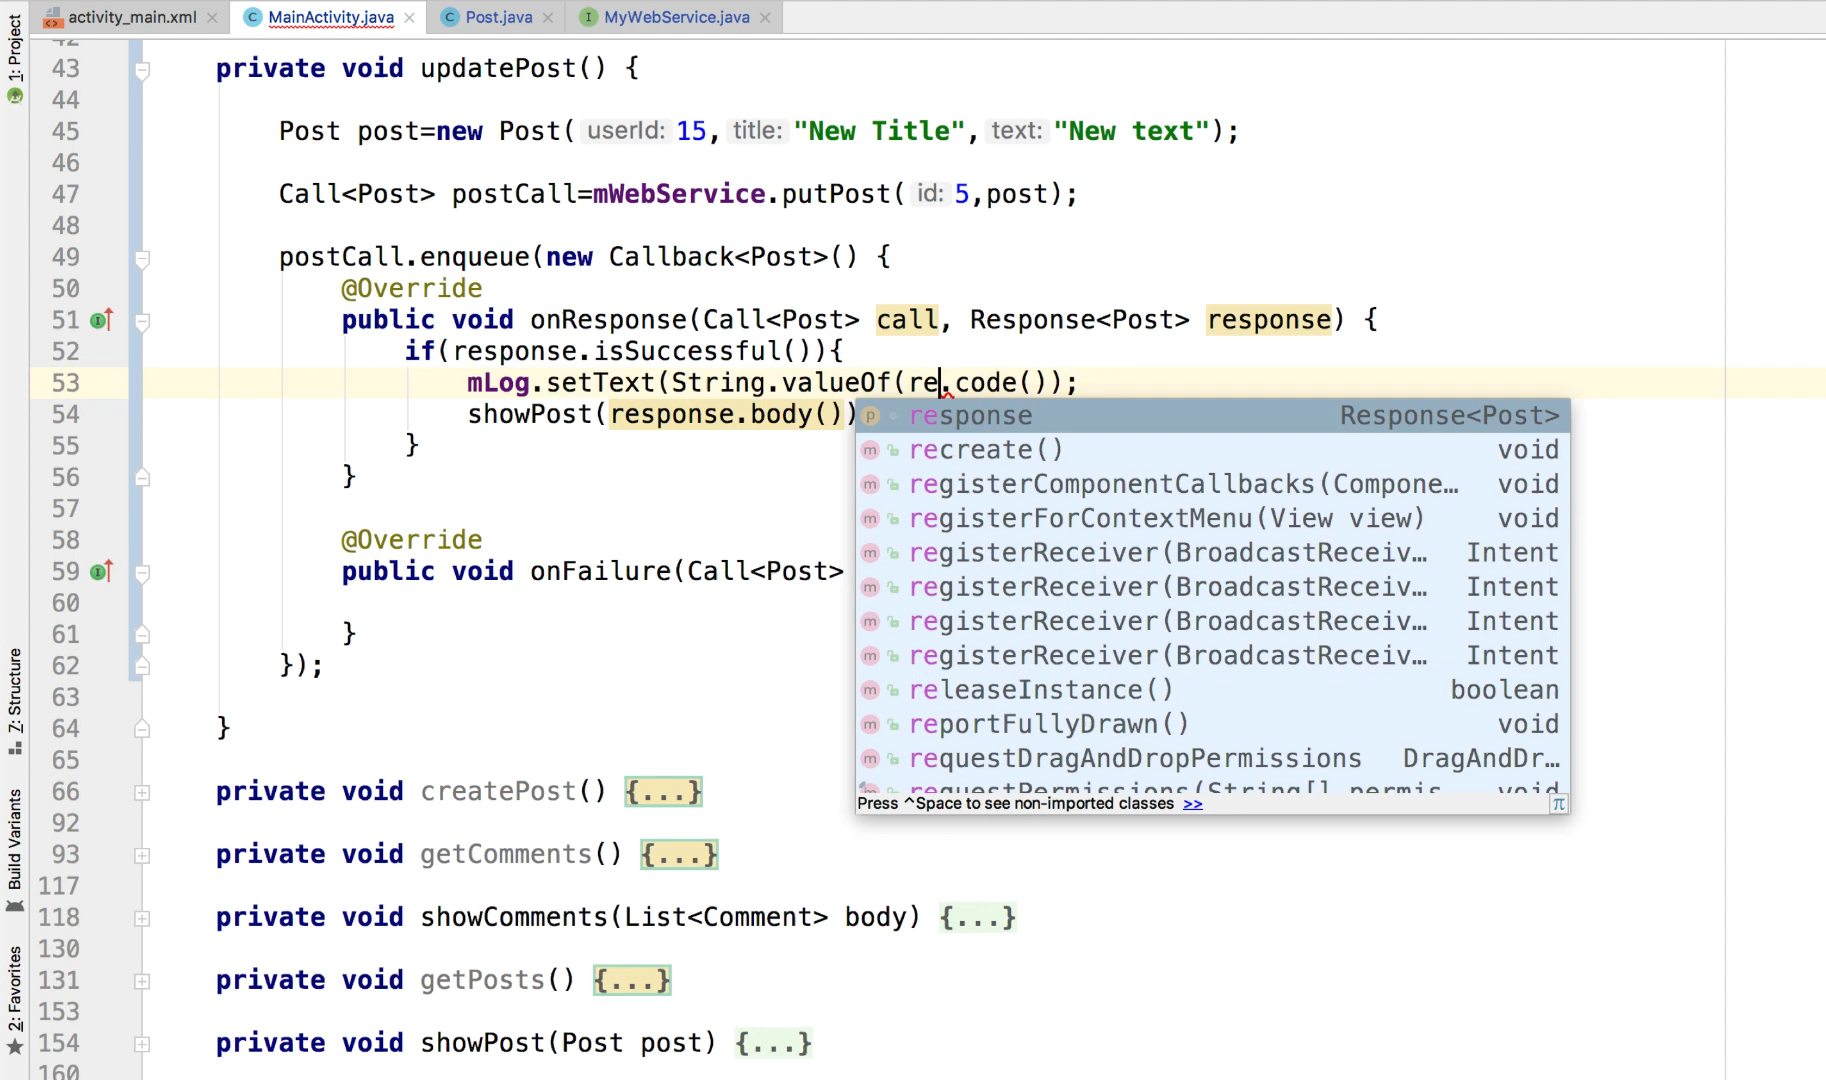 activity_main.xml MainActivity.java Post.java MyWebService.java
1: Project
7: Structure
Build Variants
2: Favorites
42
43 private void updatePost() {
44
45 Post post=new Post( userId: 15, title: "New Title", text: "New text");
46
47 Call<Post> postCall=mWebService.putPost( id: 5,post);
48
49 postCall.enqueue(new Callback<Post>() {
50 @Override
51 public void onResponse(Call<Post> call, Response<Post> response) {
52 if(response.isSuccessful()){
53 mLog.setText(String.valueOf(re.code());
54 showPost(response.body())
55 }
56 }
57
58 @Override
59 public void onFailure(Call<Post>
60
61 }
62 });
63
64 }
65
66 private void createPost() {...}
92
93 private void getComments() {...}
117
118 private void showComments(List<Comment> body) {...}
130
131 private void getPosts() {...}
153
154 private void showPost(Post post) {...}
160
response Response<Post>
recreate() void
registerComponentCallbacks(Compone… void
registerForContextMenu(View view) void
registerReceiver(BroadcastReceiv… Intent
registerReceiver(BroadcastReceiv… Intent
registerReceiver(BroadcastReceiv… Intent
registerReceiver(BroadcastReceiv… Intent
releaseInstance() boolean
reportFullyDrawn() void
requestDragAndDropPermissions DragAndDr…
requestPermissions(String[] permis… void
Press ^Space to see non-imported classes >> π